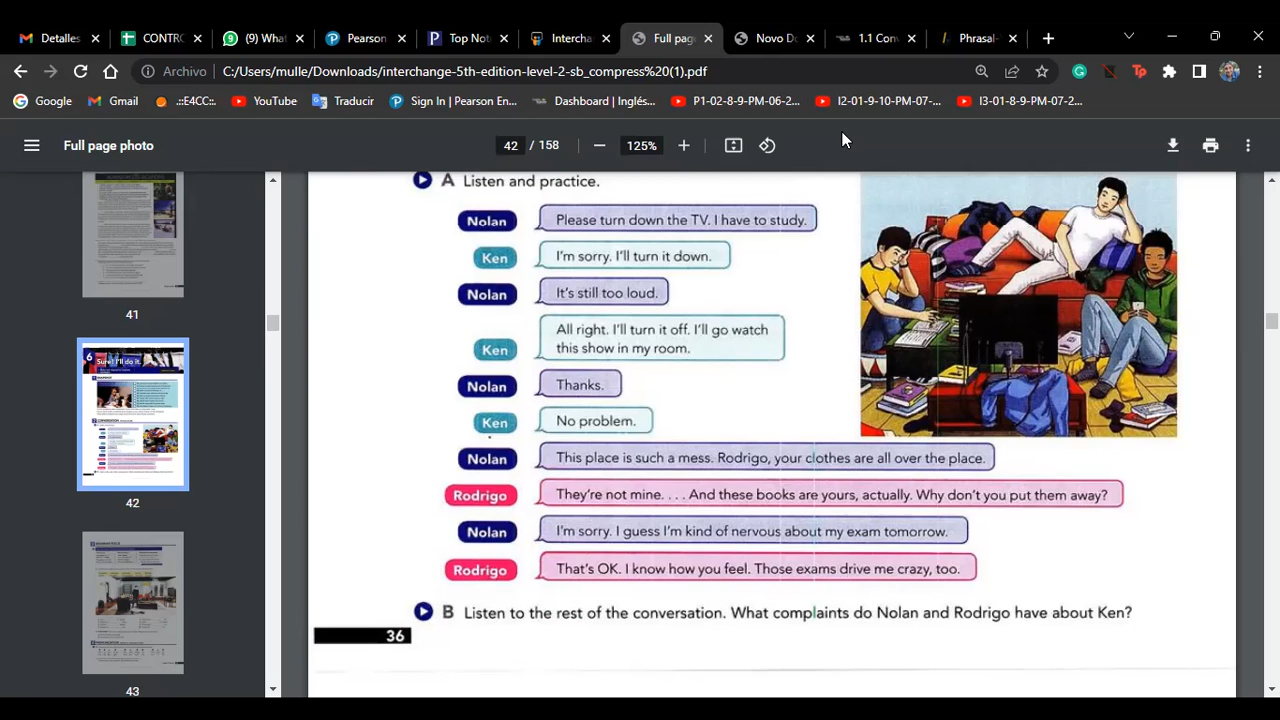 Detalles
CONTRC
(9) What
Pearson
Top Not
Intercha
Full page
Novo D
1.1 Con
Phrasal-
Archivo
C:/Users/mulle/Downloads/interchange-5th-edition-level-2-sb_compress%20(1).pdf
Google
Gmail
.::E4CC::.
YouTube
Traducir
Sign In | Pearson En...
Dashboard | Inglés...
P1-02-8-9-PM-06-2...
I2-01-9-10-PM-07-...
I3-01-8-9-PM-07-2...
Full page photo
42 / 158
125%
41
6 Sure! I'll do it.
42
43
A Listen and practice.
Nolan Please turn down the TV. I have to study.
Ken I'm sorry. I'll turn it down.
Nolan It's still too loud.
Ken All right. I'll turn it off. I'll go watch
this show in my room.
Nolan Thanks.
Ken No problem.
Nolan This place is such a mess. Rodrigo, your clothes are all over the place.
Rodrigo They're not mine. . . . And these books are yours, actually. Why don't you put them away?
Nolan I'm sorry. I guess I'm kind of nervous about my exam tomorrow.
Rodrigo That's OK. I know how you feel. Those exams drive me crazy, too.
B Listen to the rest of the conversation. What complaints do Nolan and Rodrigo have about Ken?
36